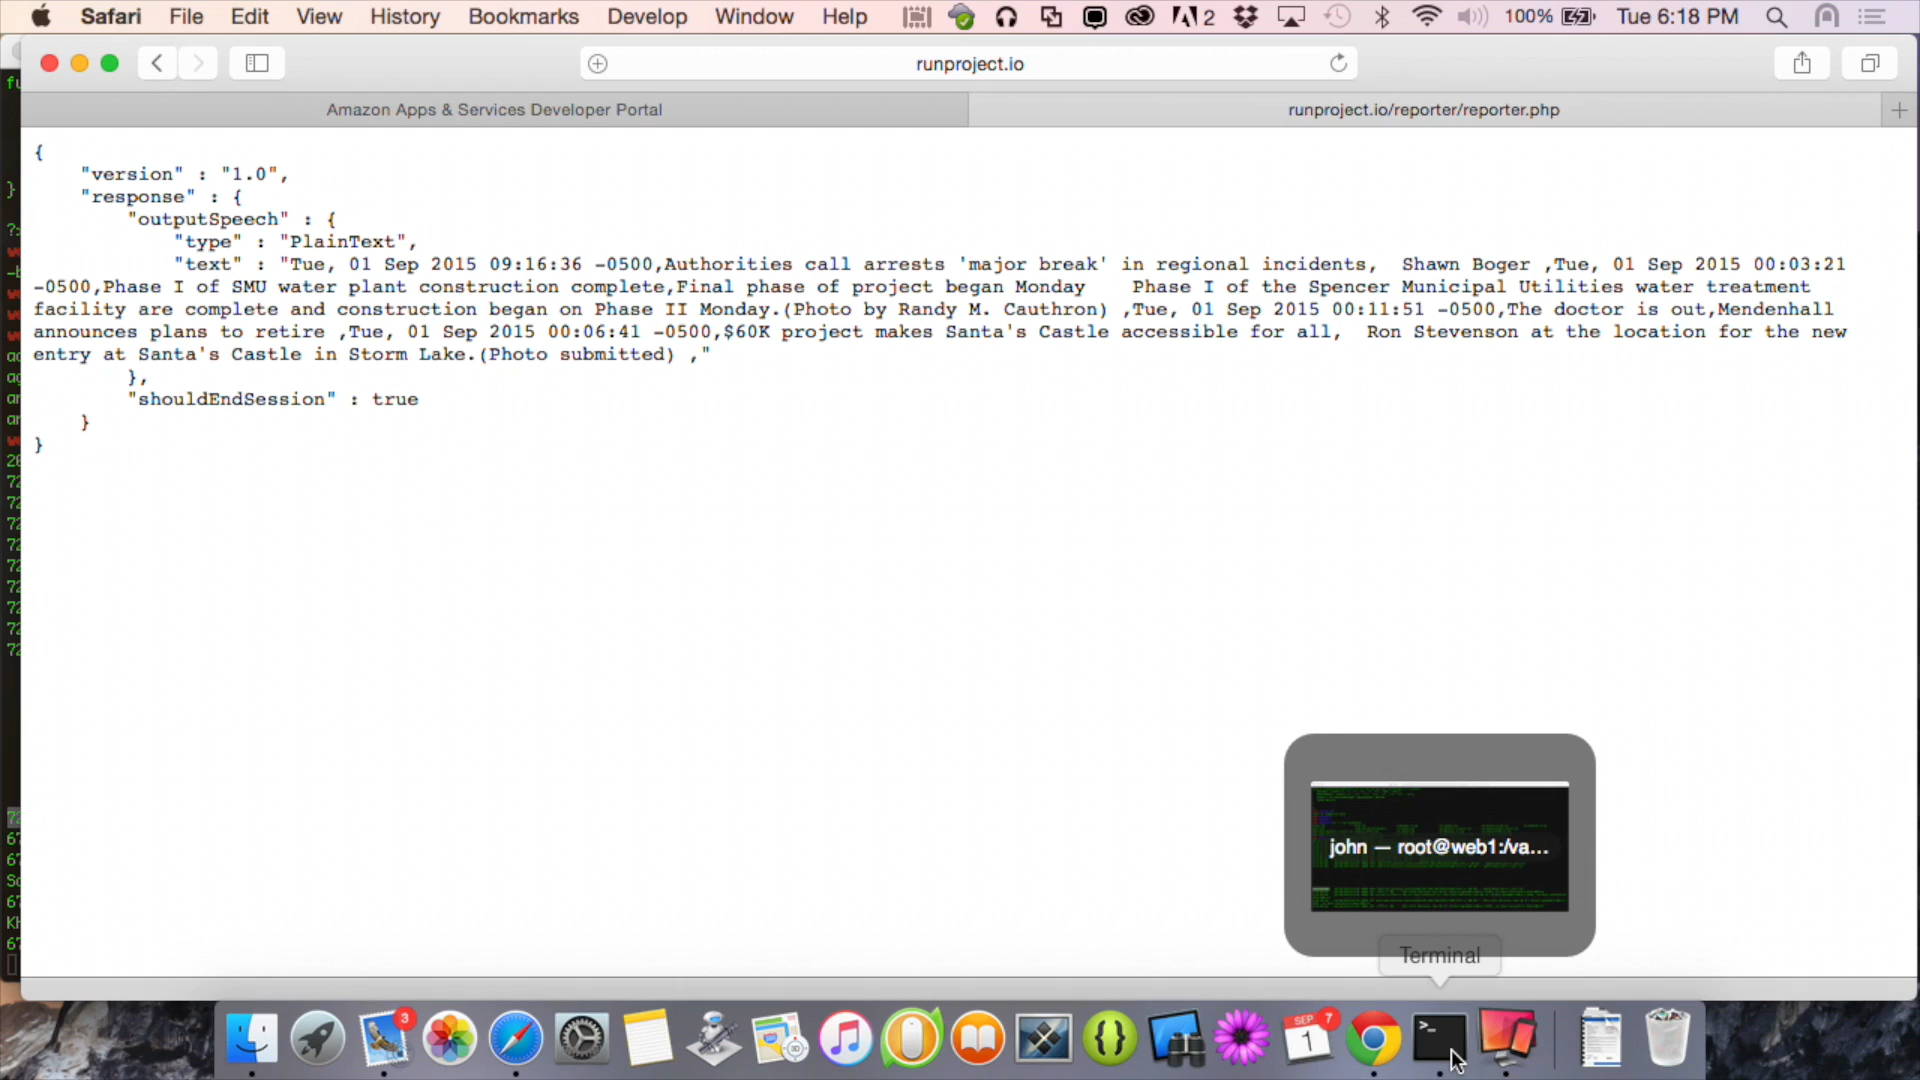 Safari File Edit View History Bookmarks Develop Window Help 2 100% Tue 6:18 PM
runproject.io
Amazon Apps & Services Developer Portal
runproject.io/reporter/reporter.php
{
"version" : "1.0",
"response" : {
"outputSpeech" : {
"type" : "PlainText",
"text" : "Tue, 01 Sep 2015 09:16:36 -0500,Authorities call arrests 'major break' in regional incidents, Shawn Boger ,Tue, 01 Sep 2015 00:03:21
-0500,Phase I of SMU water plant construction complete,Final phase of project began Monday Phase I of the Spencer Municipal Utilities water treatment
facility are complete and construction began on Phase II Monday.(Photo by Randy M. Cauthron) ,Tue, 01 Sep 2015 00:11:51 -0500,The doctor is out,Mendenhall
announces plans to retire ,Tue, 01 Sep 2015 00:06:41 -0500,$60K project makes Santa's Castle accessible for all, Ron Stevenson at the location for the new
entry at Santa's Castle in Storm Lake.(Photo submitted) ,"
},
"shouldEndSession" : true
}
}
john — root@web1:/va...
Terminal
3
SEP 7
1